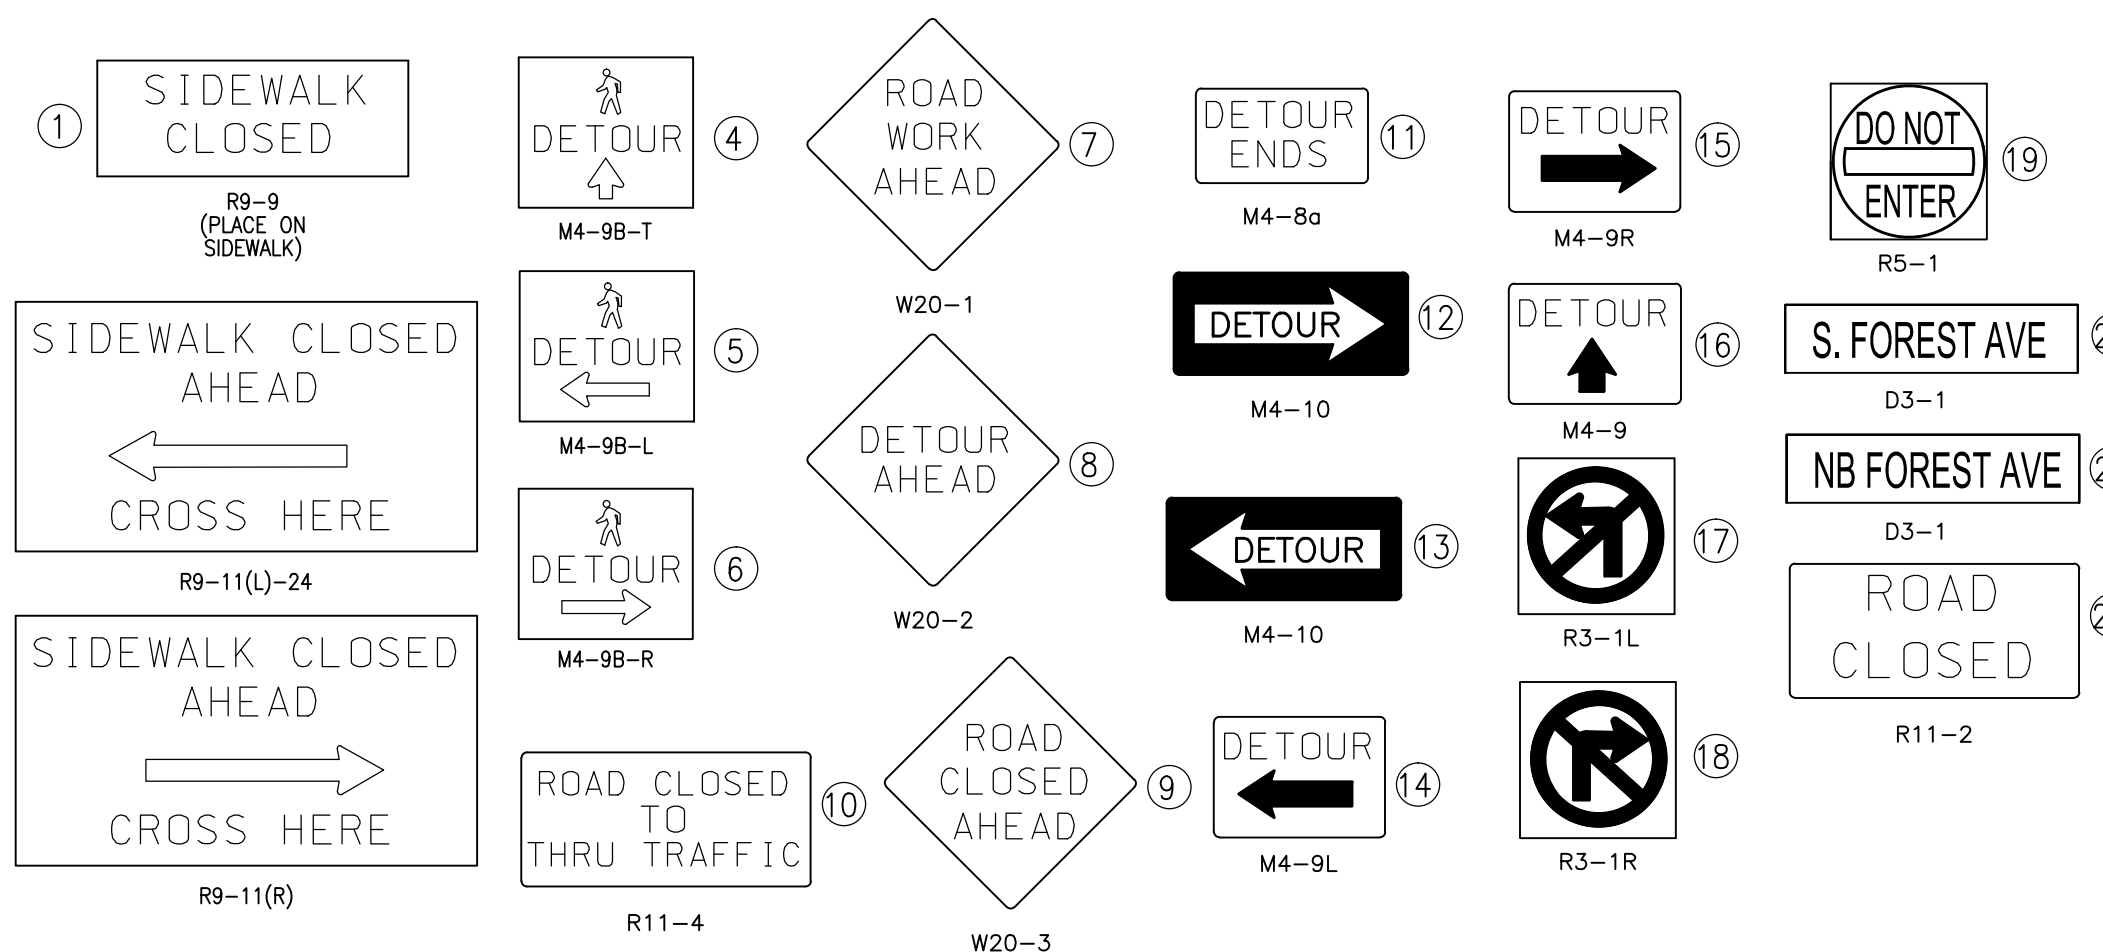 1
SIDEWALK
CLOSED
R9-9
(PLACE ON
SIDEWALK)
SIDEWALK CLOSED
AHEAD
CROSS HERE
R9-11(L)-24
SIDEWALK CLOSED
AHEAD
CROSS HERE
R9-11(R)
DETOUR
4
M4-9B-T
DETOUR
5
M4-9B-L
DETOUR
6
M4-9B-R
ROAD CLOSED
TO
THRU TRAFFIC
10
R11-4
ROAD
WORK
AHEAD
7
W20-1
DETOUR
AHEAD
8
W20-2
ROAD
CLOSED
AHEAD
9
W20-3
DETOUR
ENDS
11
M4-8a
DETOUR
12
M4-10
DETOUR
13
M4-10
DETOUR
14
M4-9L
DETOUR
15
M4-9R
DETOUR
16
M4-9
17
R3-1L
18
R3-1R
DO NOT
ENTER
19
R5-1
S. FOREST AVE
D3-1
NB FOREST AVE
D3-1
ROAD
CLOSED
R11-2